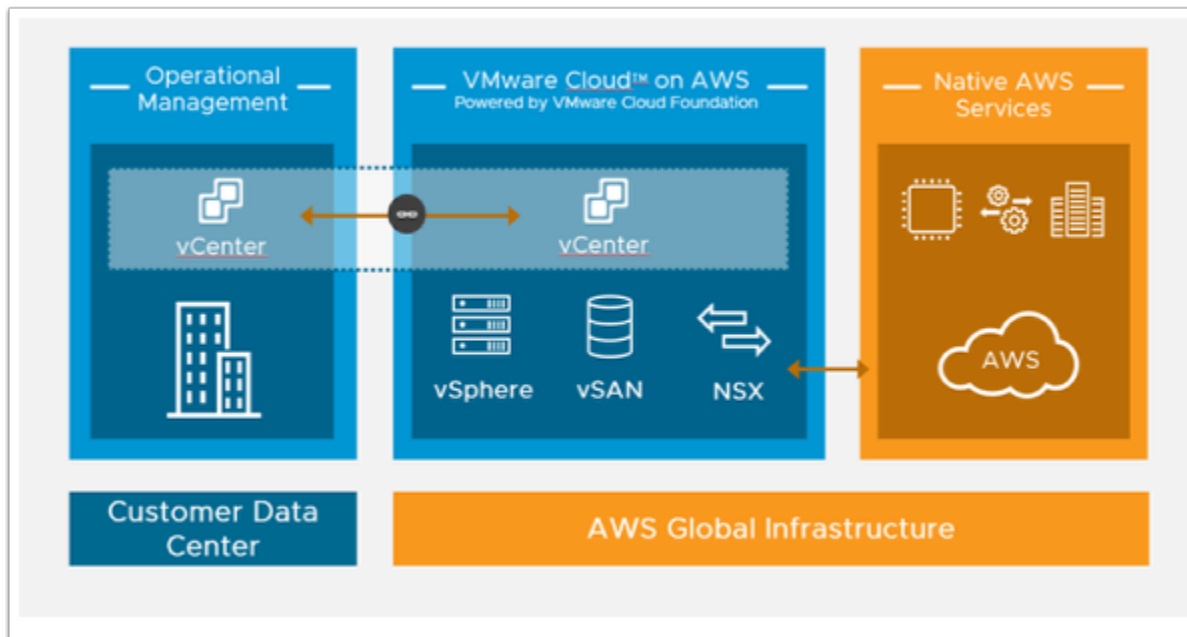 Operational
Management
vCenter
VMware Cloud™ on AWS
Powered by VMware Cloud Foundation
vCenter
vSphere
vSAN
NSX
Native AWS
Services
AWS
Customer Data
Center
AWS Global Infrastructure